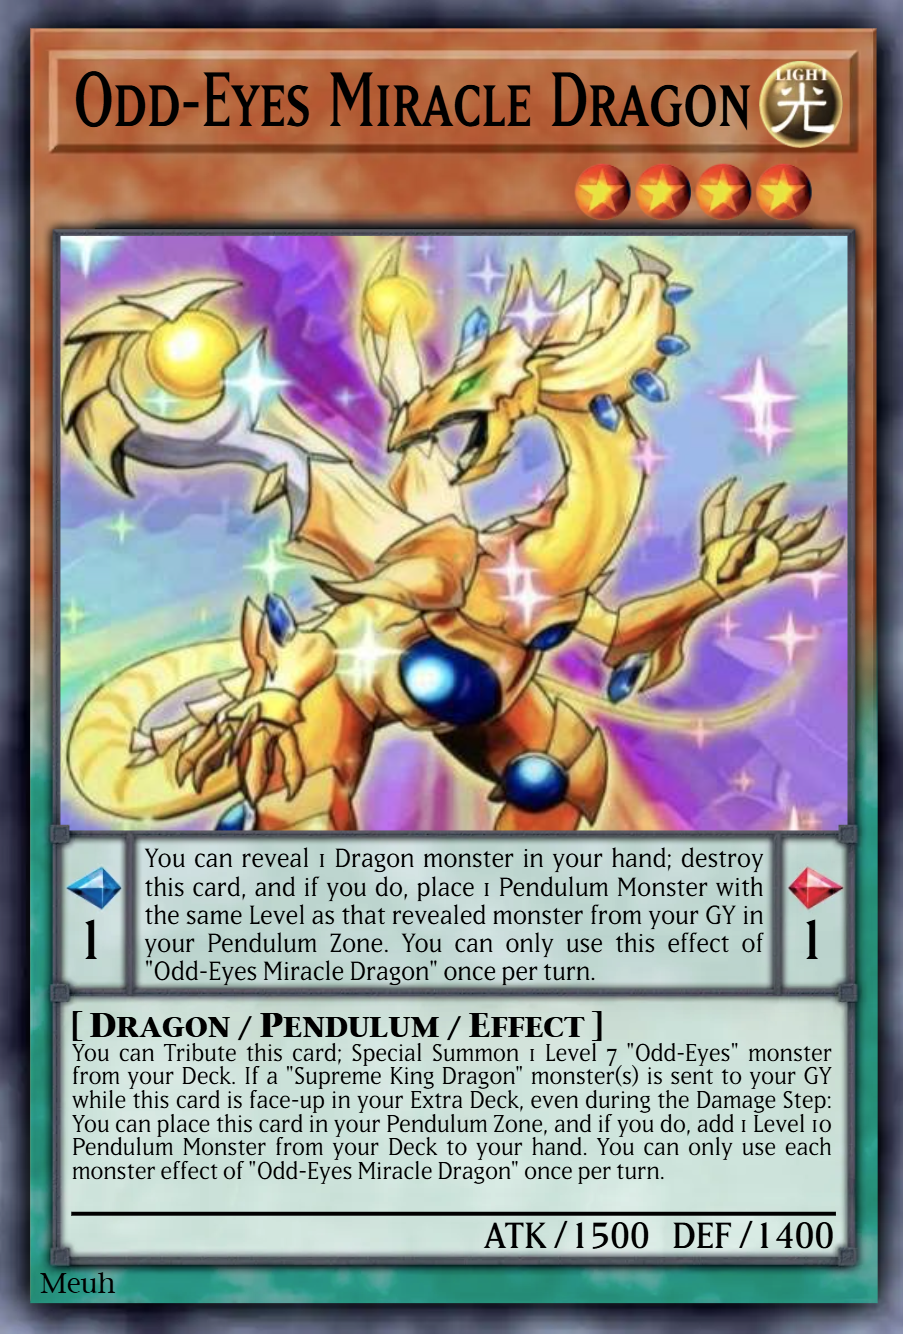 Odd-Eyes Miracle Dragon
LIGHT
光
You can reveal 1 Dragon monster in your hand; destroy
this card, and if you do, place 1 Pendulum Monster with
the same Level as that revealed monster from your GY in
your Pendulum Zone. You can only use this effect of
"Odd-Eyes Miracle Dragon" once per turn.
1
1
[ Dragon / Pendulum / Effect ]
You can Tribute this card; Special Summon 1 Level 7 "Odd-Eyes" monster
from your Deck. If a "Supreme King Dragon" monster(s) is sent to your GY
while this card is face-up in your Extra Deck, even during the Damage Step:
You can place this card in your Pendulum Zone, and if you do, add 1 Level 10
Pendulum Monster from your Deck to your hand. You can only use each
monster effect of "Odd-Eyes Miracle Dragon" once per turn.
ATK/1500 DEF/1400
Meuh